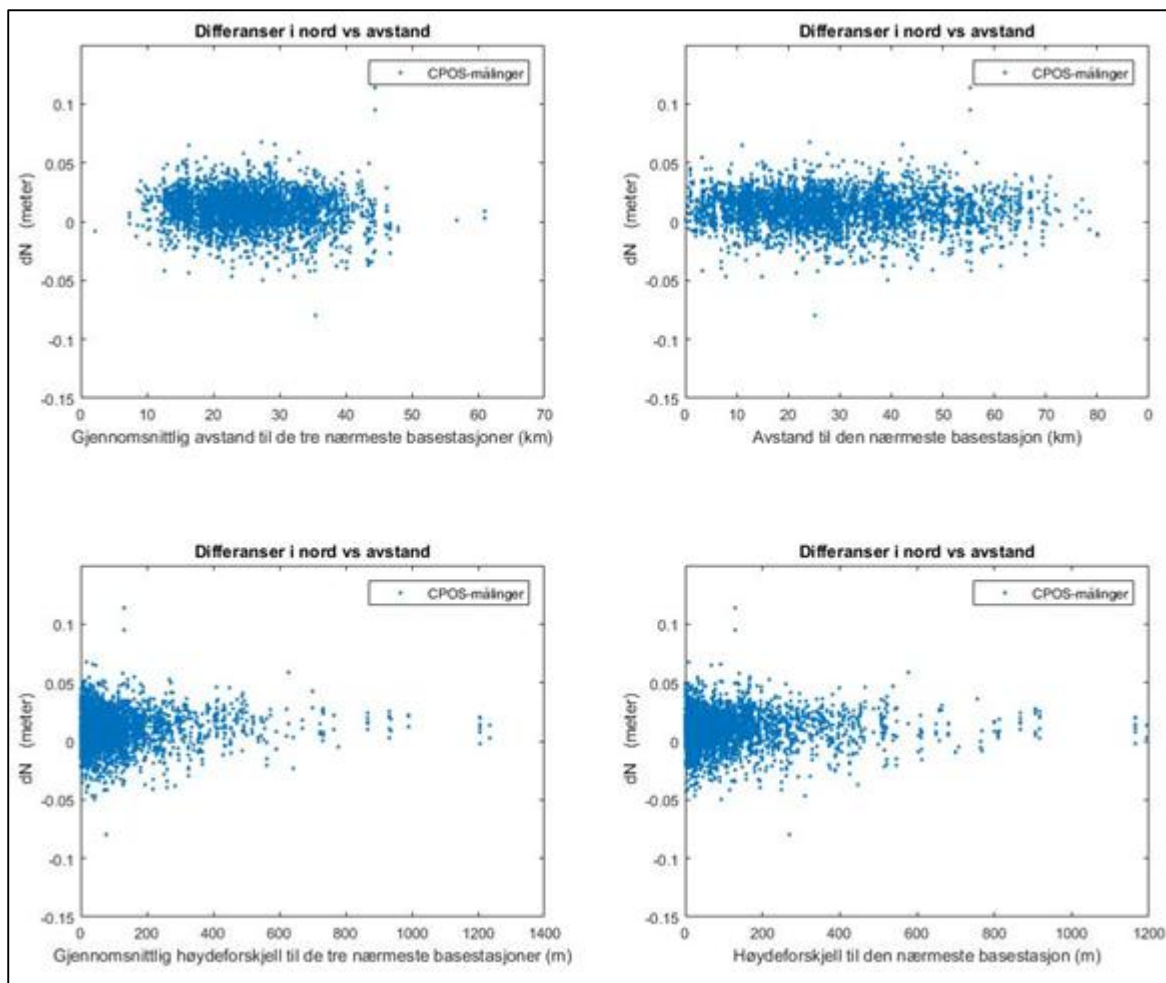 Differanser i nord vs avstand
CPOS-målinger
0.1
0.05
0
-0.05
-0.1
-0.15
dN (meter)
0 10 20 30 40 50 60 70
Gjennomsnittlig avstand til de tre nærmeste basestasjoner (km)
Differanser i nord vs avstand
CPOS-målinger
0.1
0.05
0
-0.05
-0.1
-0.15
dN (meter)
0 10 20 30 40 50 60 70 80 0
Avstand til den nærmeste basestasjon (km)
Differanser i nord vs avstand
CPOS-målinger
0.1
0.05
0
-0.05
-0.1
-0.15
dN (meter)
0 200 400 600 800 1000 1200 1400
Gjennomsnittlig høydeforskjell til de tre nærmeste basestasjoner (m)
Differanser i nord vs avstand
CPOS-målinger
0.1
0.05
0
-0.05
-0.1
-0.15
dN (meter)
0 200 400 600 800 1000 1200
Høydeforskjell til den nærmeste basestasjon (m)